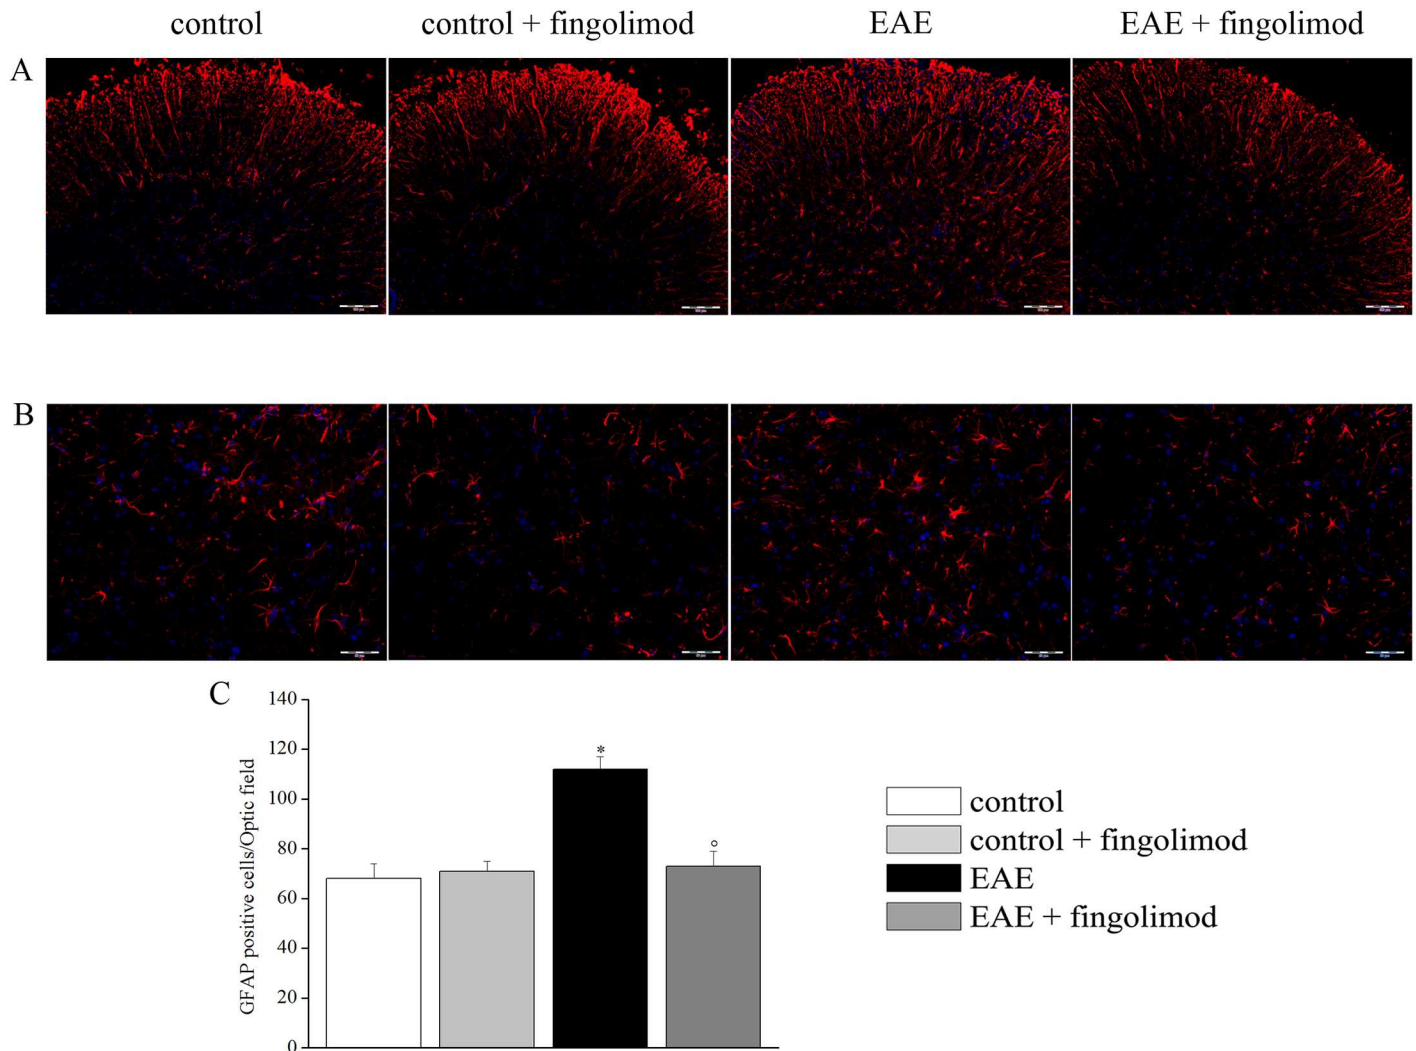 control
control + fingolimod
EAE
EAE + fingolimod
A
B
C
140
120
100
80
60
40
20
0
GFAP positive cells/Optic field
*
°
control
control + fingolimod
EAE
EAE + fingolimod